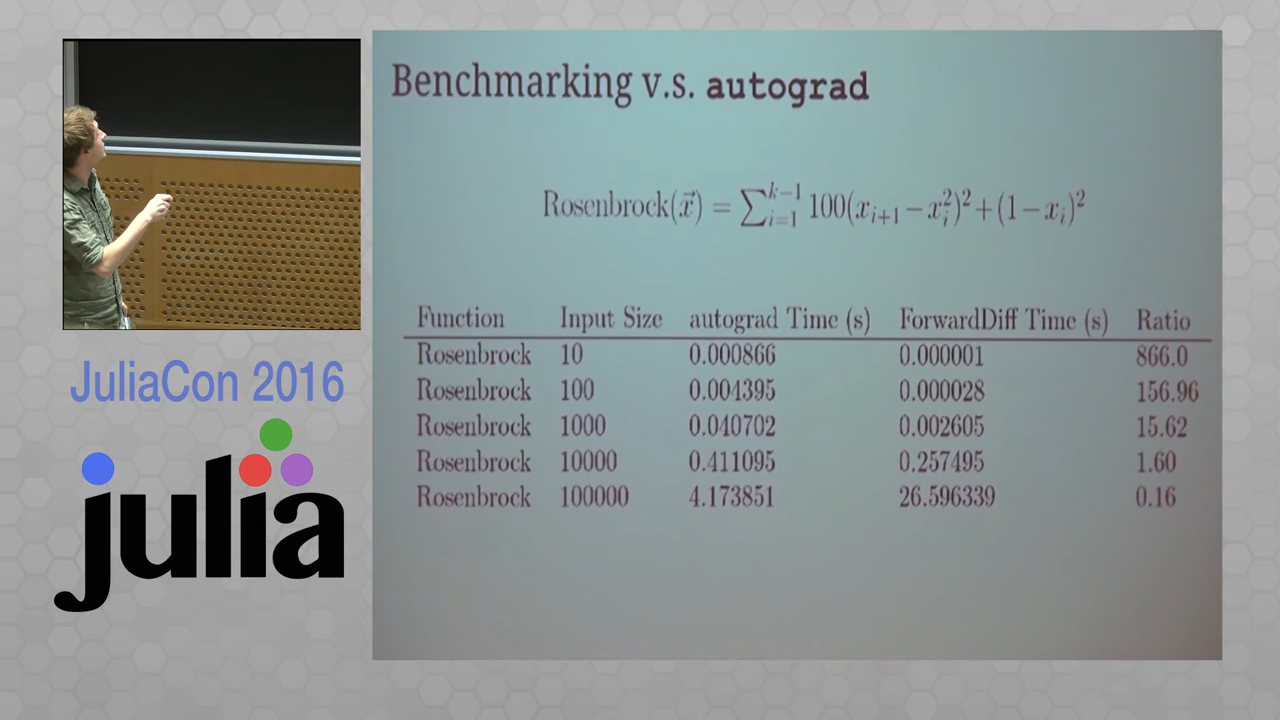 Benchmarking v.s. autograd
Rosenbrock(x⃗) = ∑_{i=1}^{k−1} 100(x_{i+1} − x_i^2)^2 + (1 − x_i)^2
Function Input Size autograd Time (s) ForwardDiff Time (s) Ratio
Rosenbrock 10 0.000866 0.000001 866.0
Rosenbrock 100 0.004395 0.000028 156.96
Rosenbrock 1000 0.040702 0.002605 15.62
Rosenbrock 10000 0.411095 0.257495 1.60
Rosenbrock 100000 4.173851 26.596339 0.16
JuliaCon 2016
julia